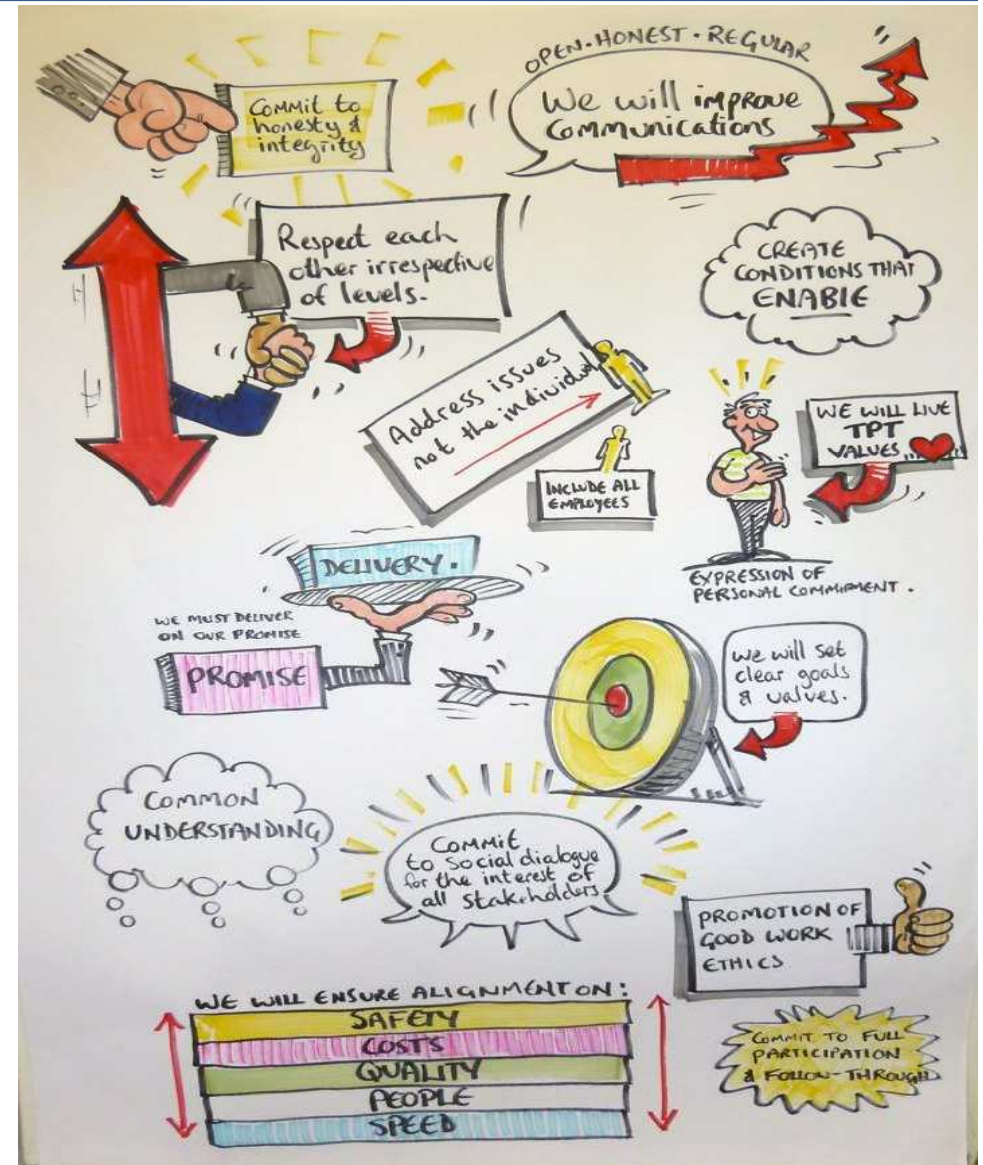 Commit to
honesty &
integrity
OPEN·HONEST·REGULAR
We will improve
Communications
Respect each
other irrespective
of levels.
CREATE
CONDITIONS THAT
ENABLE
Address issues
not the individual
INCLUDE ALL
EMPLOYEES
WE WILL LIVE
TPT
VALUES....
EXPRESSION OF
PERSONAL COMMITMENT.
DELIVERY.
WE MUST DELIVER
ON OUR PROMISE
PROMISE
We will set
clear goals
& values.
COMMON
UNDERSTANDING
Commit
to social dialogue
for the interest of
all Stakeholders
PROMOTION OF
GOOD WORK
ETHICS
WE WILL ENSURE ALIGNMENT ON:
SAFETY
COSTS
QUALITY
PEOPLE
SPEED
COMMIT TO FULL
PARTICIPATION
& FOLLOW-THROUGH